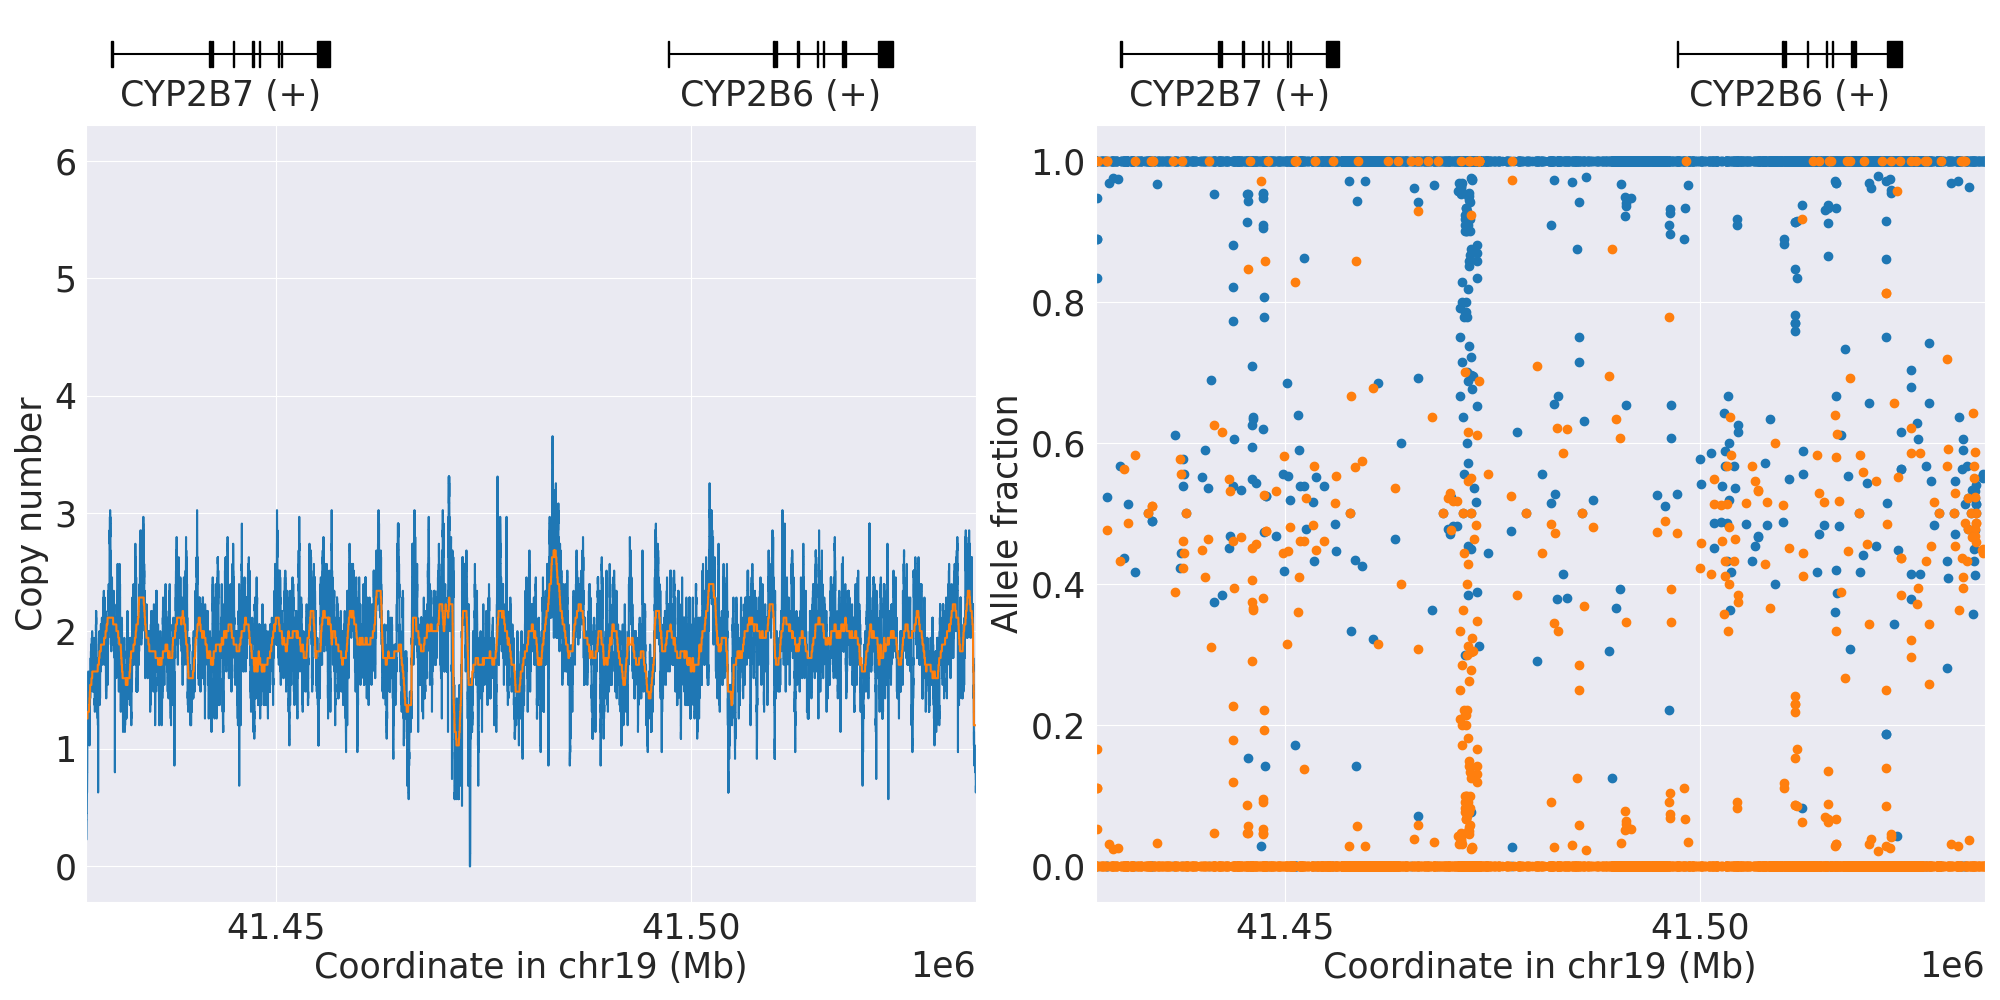 CYP2B7 (+)
CYP2B6 (+)
6
5
4
3
2
1
0
Copy number
41.45
41.50
Coordinate in chr19 (Mb)
1e6
CYP2B7 (+)
CYP2B6 (+)
1.0
0.8
0.6
0.4
0.2
0.0
Allele fraction
41.45
41.50
Coordinate in chr19 (Mb)
1e6